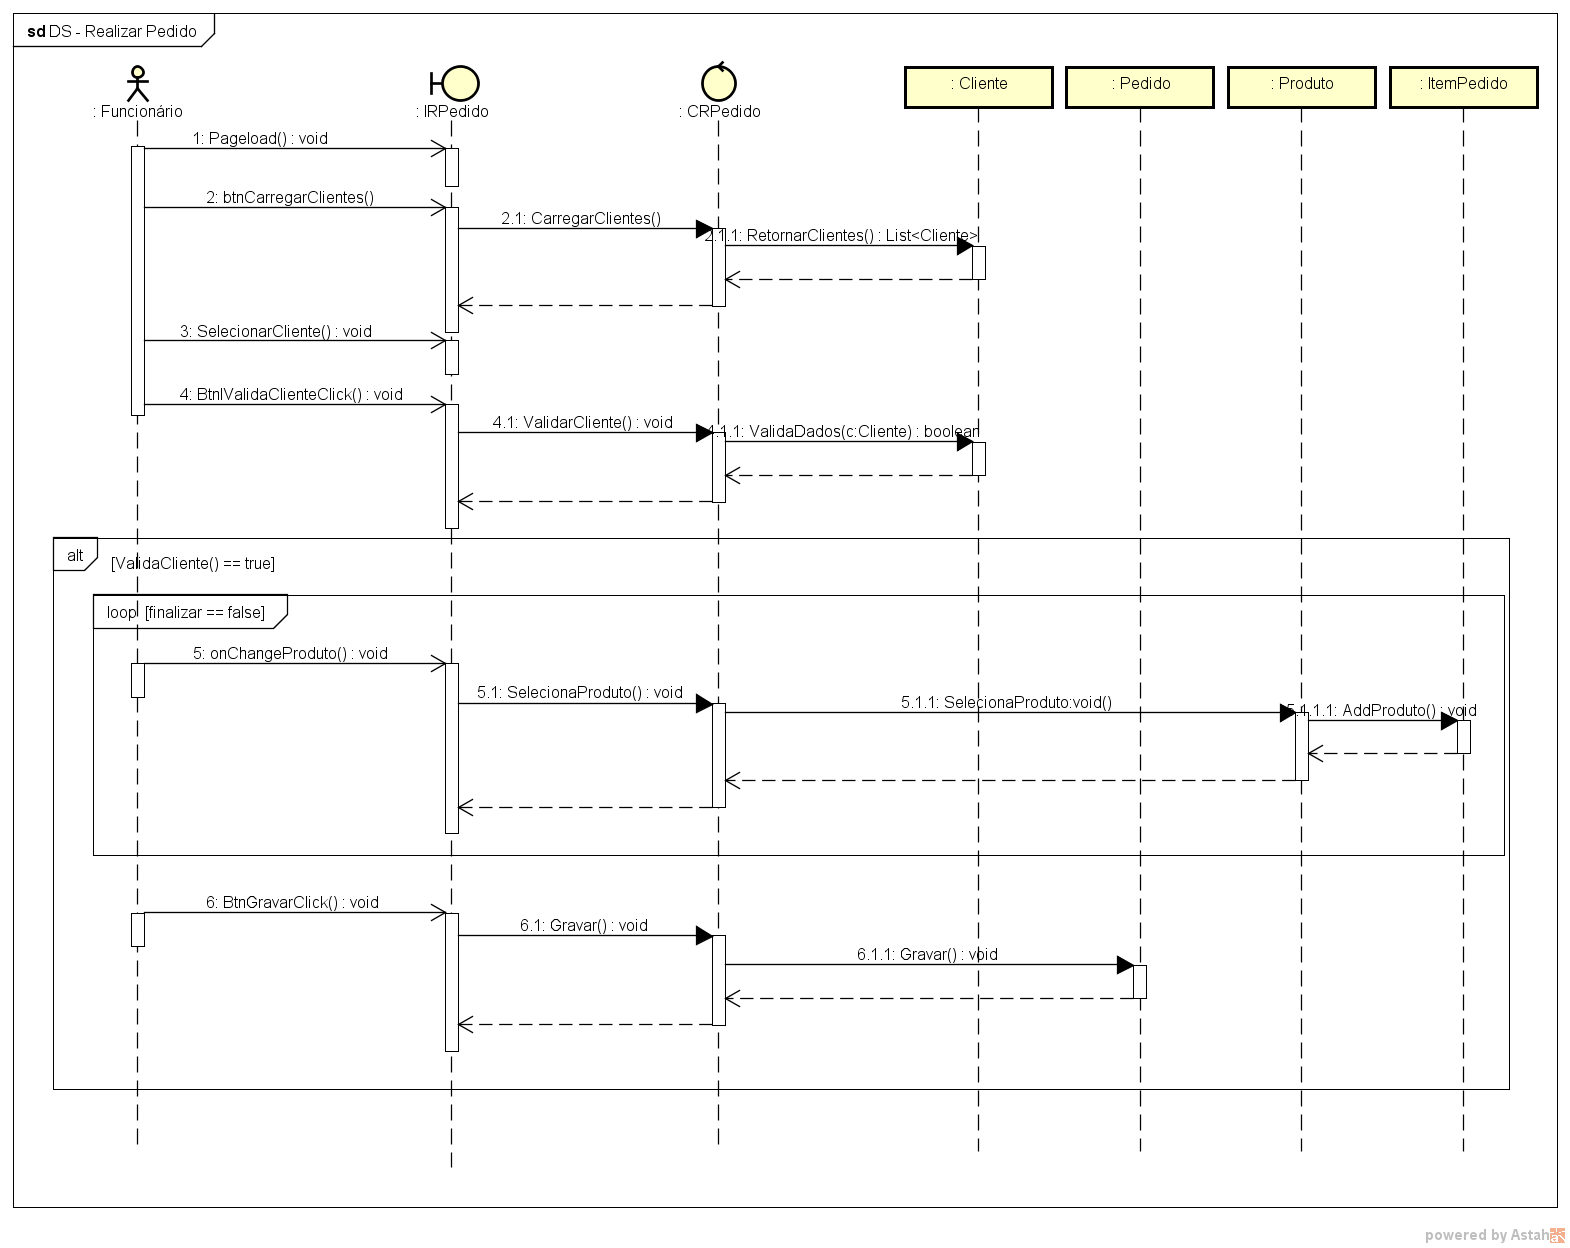 sd DS - Realizar Pedido
: Funcionário
: IRPedido
: CRPedido
: Cliente
: Pedido
: Produto
: ItemPedido
1: Pageload() : void
2: btnCarregarClientes()
2.1: CarregarClientes()
2.1.1: RetornarClientes() : List<Cliente>
3: SelecionarCliente() : void
4: BtnlValidaClienteClick() : void
4.1: ValidarCliente() : void
4.1.1: ValidaDados(c:Cliente) : boolean
alt
[ValidaCliente() == true]
loop [finalizar == false]
5: onChangeProduto() : void
5.1: SelecionaProduto() : void
5.1.1: SelecionaProduto:void()
5.1.1.1: AddProduto() : void
6: BtnGravarClick() : void
6.1: Gravar() : void
6.1.1: Gravar() : void
powered by Astah